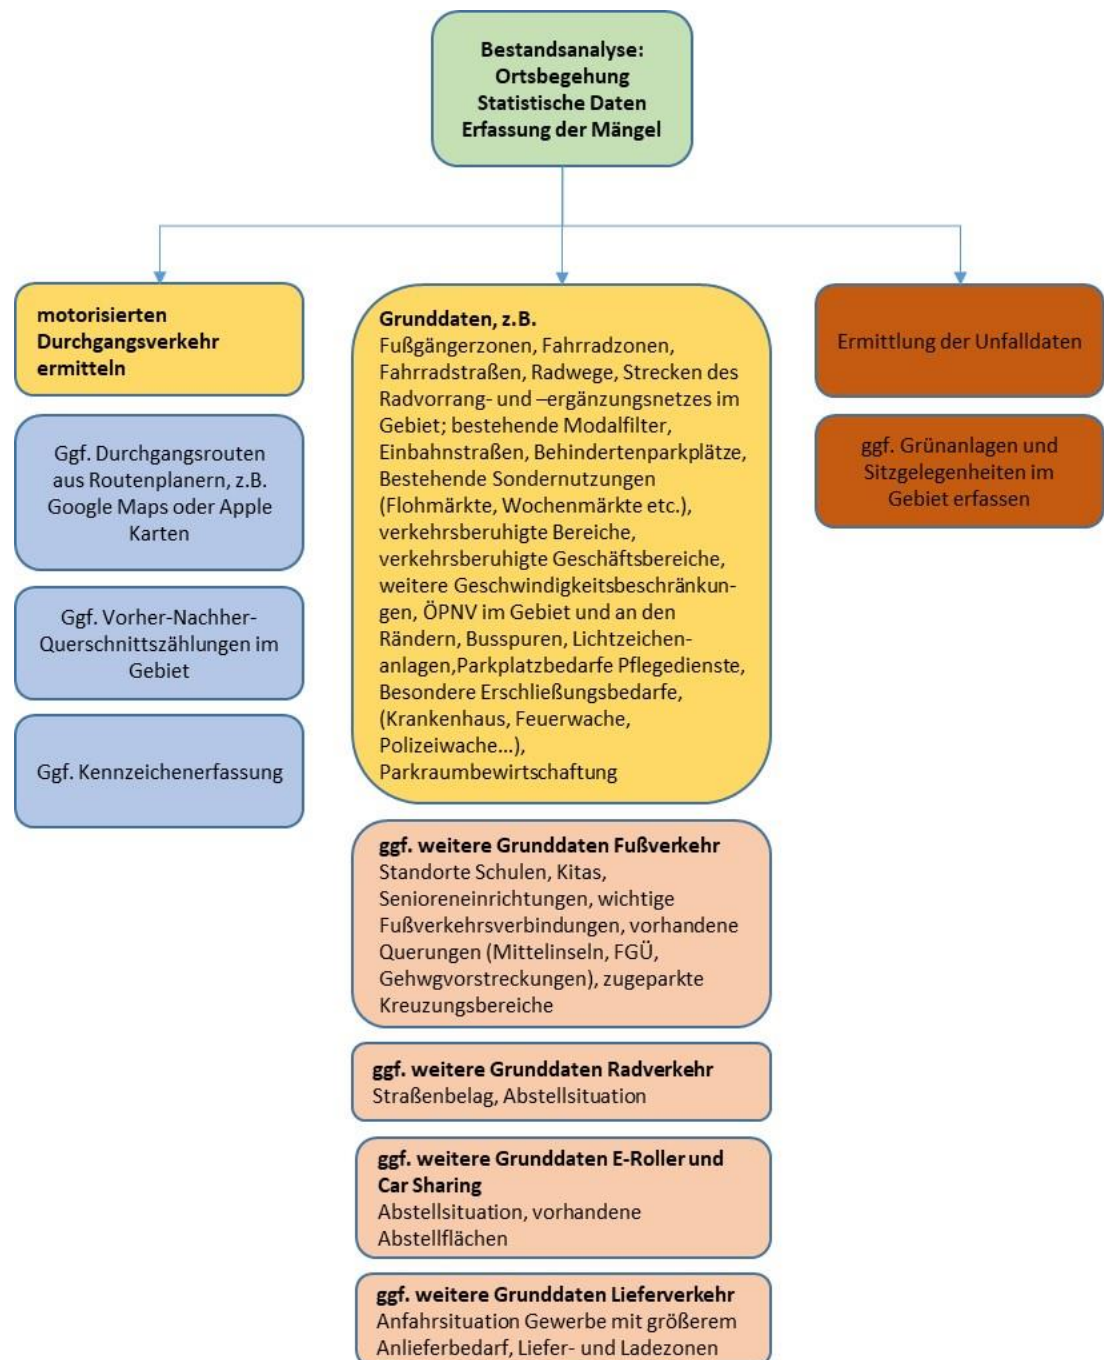 Bestandsanalyse:
Ortsbegehung
Statistische Daten
Erfassung der Mängel
motorisierten
Durchgangsverkehr
ermitteln
Ggf. Durchgangsrouten
aus Routenplanern, z.B.
Google Maps oder Apple
Karten
Ggf. Vorher-Nachher-
Querschnittszählungen im
Gebiet
Ggf. Kennzeichenerfassung
Grunddaten, z.B.
Fußgängerzonen, Fahrradzonen,
Fahrradstraßen, Radwege, Strecken des
Radvorrang- und –ergänzungsnetzes im
Gebiet; bestehende Modalfilter,
Einbahnstraßen, Behindertenparkplätze,
Bestehende Sondernutzungen
(Flohmärkte, Wochenmärkte etc.),
verkehrsberuhigte Bereiche,
verkehrsberuhigte Geschäftsbereiche,
weitere Geschwindigkeitsbeschränkun-
gen, ÖPNV im Gebiet und an den
Rändern, Busspuren, Lichtzeichen-
anlagen,Parkplatzbedarfe Pflegedienste,
Besondere Erschließungsbedarfe,
(Krankenhaus, Feuerwache,
Polizeiwache...),
Parkraumbewirtschaftung
ggf. weitere Grunddaten Fußverkehr
Standorte Schulen, Kitas,
Senioreneinrichtungen, wichtige
Fußverkehrsverbindungen, vorhandene
Querungen (Mittelinseln, FGÜ,
Gehwgvorstreckungen), zugeparkte
Kreuzungsbereiche
ggf. weitere Grunddaten Radverkehr
Straßenbelag, Abstellsituation
ggf. weitere Grunddaten E-Roller und
Car Sharing
Abstellsituation, vorhandene
Abstellflächen
ggf. weitere Grunddaten Lieferverkehr
Anfahrsituation Gewerbe mit größerem
Anlieferbedarf, Liefer- und Ladezonen
Ermittlung der Unfalldaten
ggf. Grünanlagen und
Sitzgelegenheiten im
Gebiet erfassen